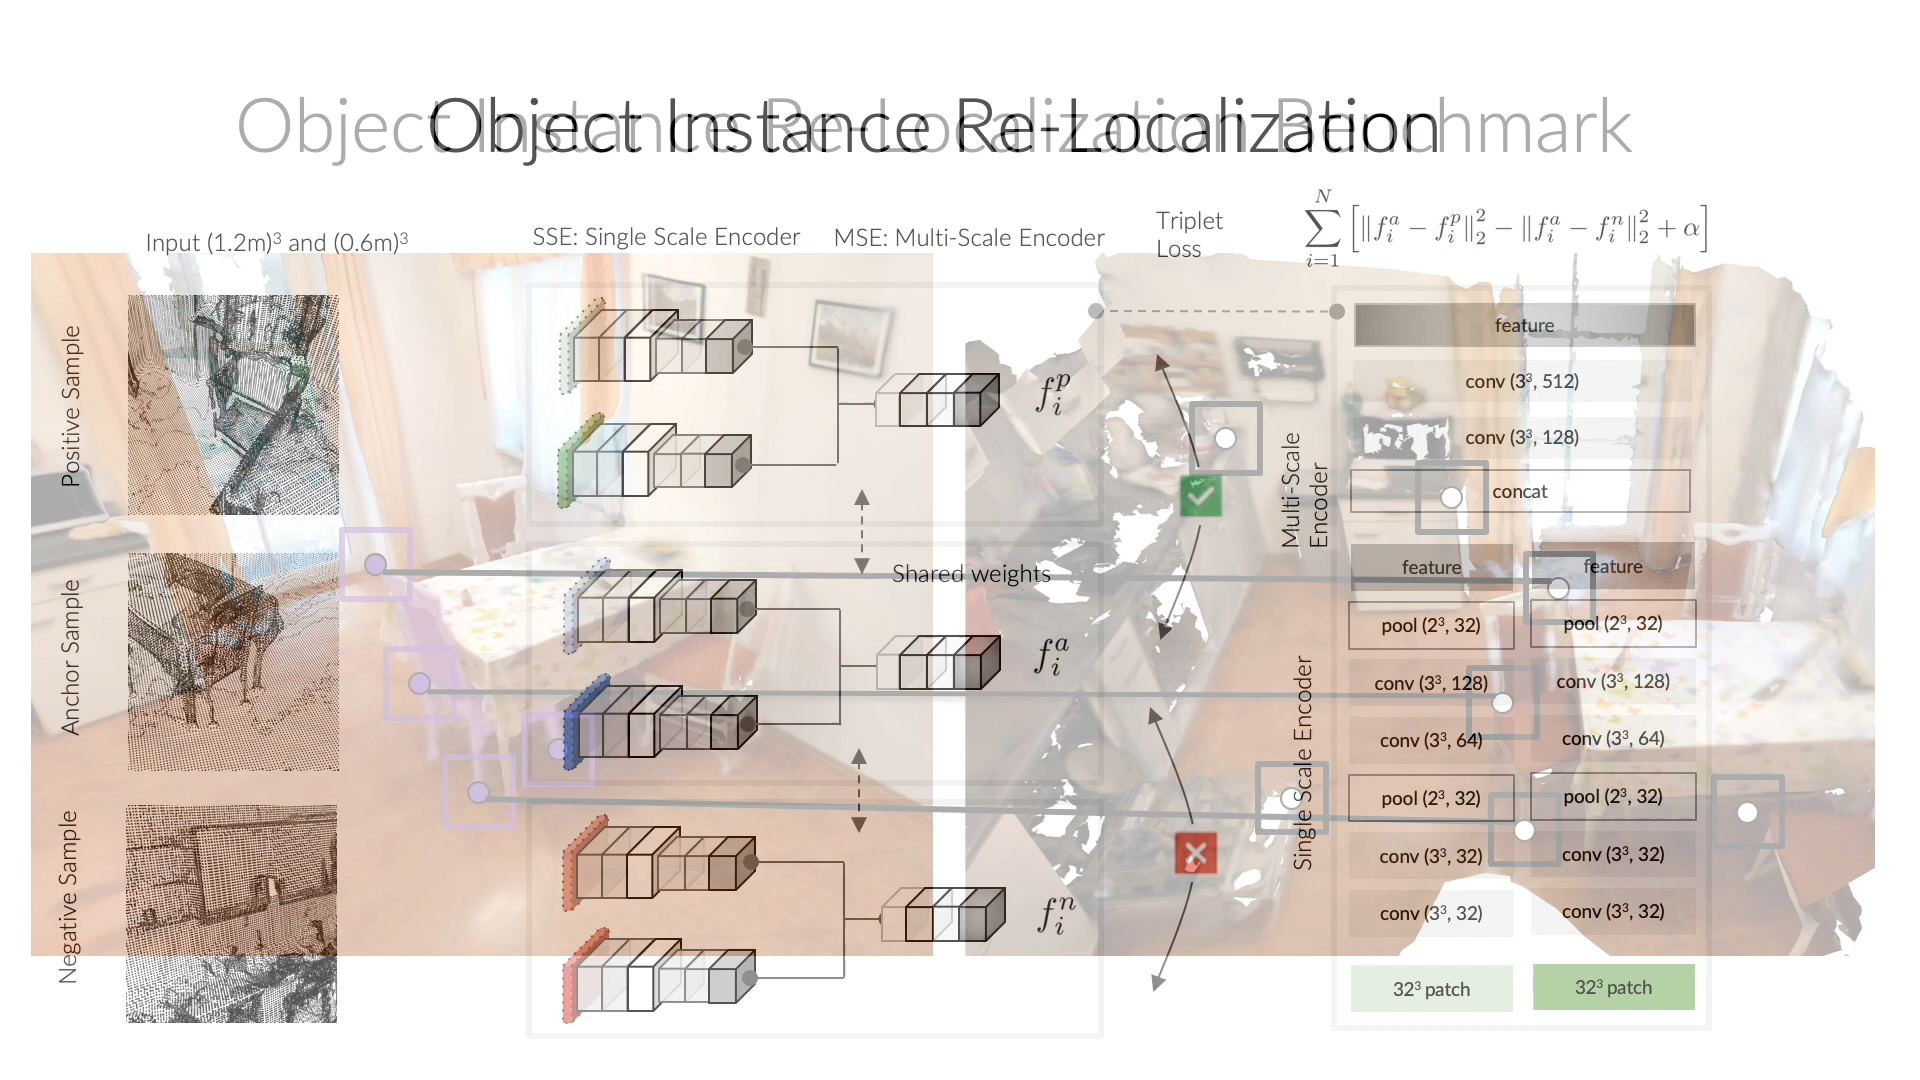 Object Instance Re-Localization Benchmark
Object Instance Re-Localization
Input (1.2m)³ and (0.6m)³
SSE: Single Scale Encoder
MSE: Multi-Scale Encoder
Triplet
Loss
\sum_{i=1}^{N} [ \| f_i^a - f_i^p \|_2^2 - \| f_i^a - f_i^n \|_2^2 + α ]
Positive Sample
Anchor Sample
Negative Sample
f_i^p
Shared weights
f_i^a
f_i^n
Multi-Scale
Encoder
Single Scale Encoder
feature
conv (3³, 512)
conv (3³, 128)
concat
feature feature
pool (2³, 32) pool (2³, 32)
conv (3³, 128) conv (3³, 128)
conv (3³, 64) conv (3³, 64)
pool (2³, 32) pool (2³, 32)
conv (3³, 32) conv (3³, 32)
conv (3³, 32) conv (3³, 32)
32³ patch 32³ patch